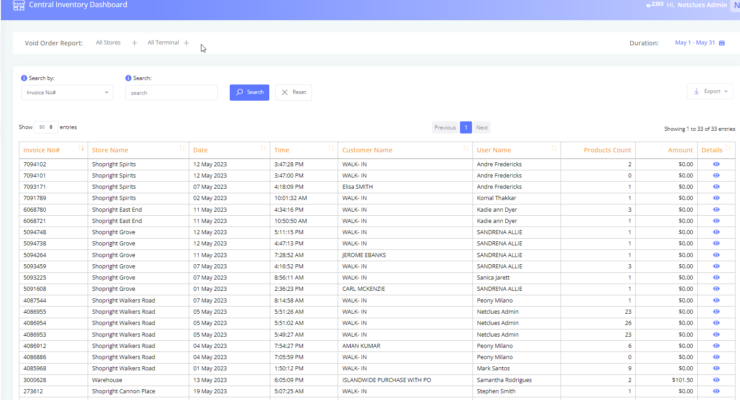 Central Inventory Dashboard
Hi, Netclues Admin N
Void Order Report: All Stores + All Terminal + Duration: May 1 - May 31
Search by: Search:
Invoice No# search Search Reset Export
Show 50 entries Previous 1 Next Showing 1 to 33 of 33 entries
Invoice No# Store Name Date Time Customer Name User Name Products Count Amount Details
7094102 Shopright Spirits 12 May 2023 3:47:28 PM WALK- IN Andre Fredericks 2 $0.00
7094101 Shopright Spirits 12 May 2023 3:47:00 PM WALK- IN Andre Fredericks 0 $0.00
7093171 Shopright Spirits 07 May 2023 4:18:09 PM Elisa SMITH Andre Fredericks 1 $0.00
7091789 Shopright Spirits 02 May 2023 10:01:32 AM WALK- IN Komal Thakkar 1 $0.00
6068780 Shopright East End 11 May 2023 4:34:16 PM WALK- IN Kadie ann Dyer 3 $0.00
6068721 Shopright East End 11 May 2023 10:50:50 AM WALK- IN Kadie ann Dyer 1 $0.00
5094748 Shopright Grove 12 May 2023 5:11:15 PM WALK- IN SANDRENA ALLIE 1 $0.00
5094738 Shopright Grove 12 May 2023 4:47:13 PM WALK- IN SANDRENA ALLIE 1 $0.00
5094264 Shopright Grove 11 May 2023 7:28:52 AM JEROME EBANKS SANDRENA ALLIE 1 $0.00
5093459 Shopright Grove 07 May 2023 4:16:52 PM WALK- IN SANDRENA ALLIE 3 $0.00
5093225 Shopright Grove 07 May 2023 8:56:11 AM WALK- IN Sanica Jarett 1 $0.00
5091608 Shopright Grove 01 May 2023 2:36:23 PM CARL MCKENZIE SANDRENA ALLIE 1 $0.00
4087544 Shopright Walkers Road 07 May 2023 8:14:58 AM WALK- IN Peony Milano 1 $0.00
4086955 Shopright Walkers Road 05 May 2023 5:51:26 AM WALK- IN Netclues Admin 23 $0.00
4086954 Shopright Walkers Road 05 May 2023 5:51:02 AM WALK- IN Netclues Admin 26 $0.00
4086953 Shopright Walkers Road 05 May 2023 5:49:27 AM WALK- IN Netclues Admin 23 $0.00
4086912 Shopright Walkers Road 04 May 2023 7:54:27 PM AMAN KUMAR Peony Milano 6 $0.00
4086886 Shopright Walkers Road 04 May 2023 7:05:59 PM WALK- IN Peony Milano 0 $0.00
4085968 Shopright Walkers Road 01 May 2023 1:50:12 PM WALK- IN Mark Santos 9 $0.00
3000628 Warehouse 13 May 2023 6:05:09 PM ISLANDWIDE PURCHASE WITH PO Samantha Rodrigues 2 $101.50
273612 Shopright Cannon Place 19 May 2023 5:07:25 AM WALK- IN Stephen Smith 1 $0.00